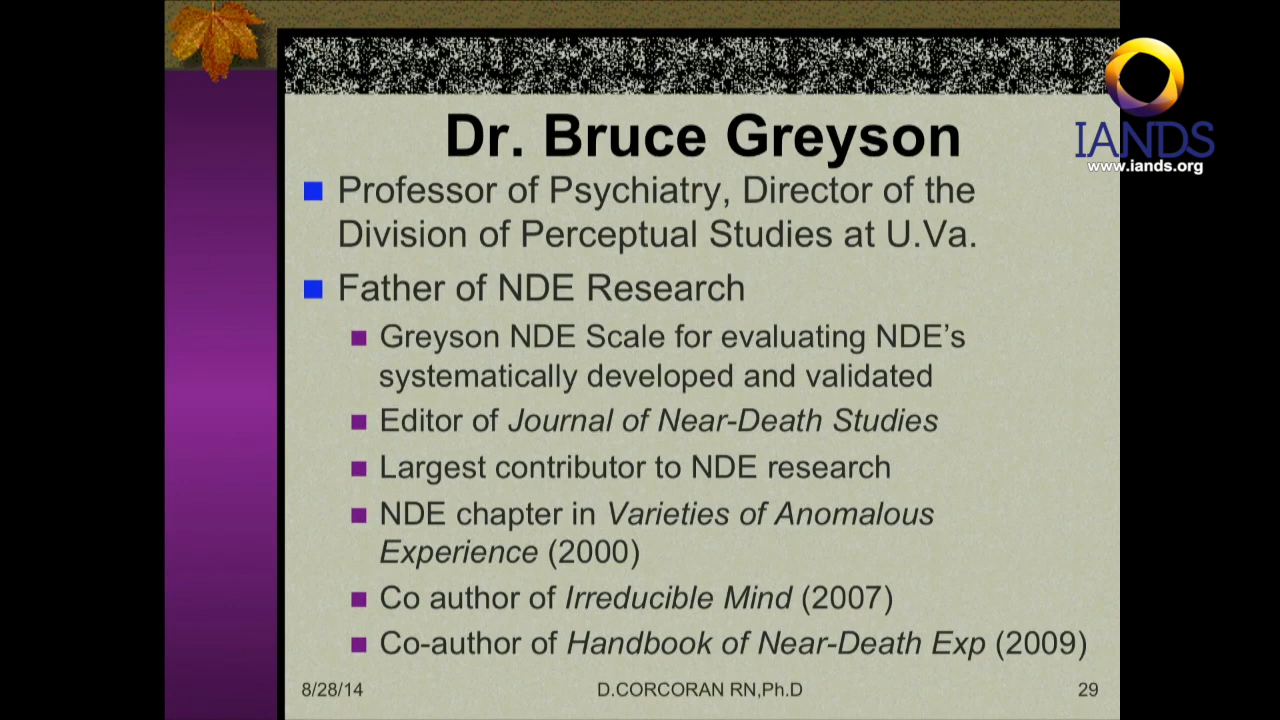 Dr. Bruce Greyson
IANDS
www.iands.org
Professor of Psychiatry, Director of the
Division of Perceptual Studies at U.Va.
Father of NDE Research
Greyson NDE Scale for evaluating NDE’s
systematically developed and validated
Editor of Journal of Near-Death Studies
Largest contributor to NDE research
NDE chapter in Varieties of Anomalous
Experience (2000)
Co author of Irreducible Mind (2007)
Co-author of Handbook of Near-Death Exp (2009)
8/28/14 D.CORCORAN RN,Ph.D 29